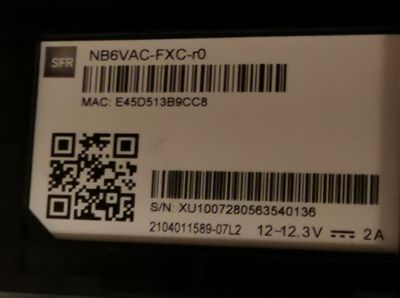 SFR NB6VAC-FXC-r0
MAC: E45D513B9CC8
S/N: XU1007280563540136
2104011589-07L2 12-12.3V 2A